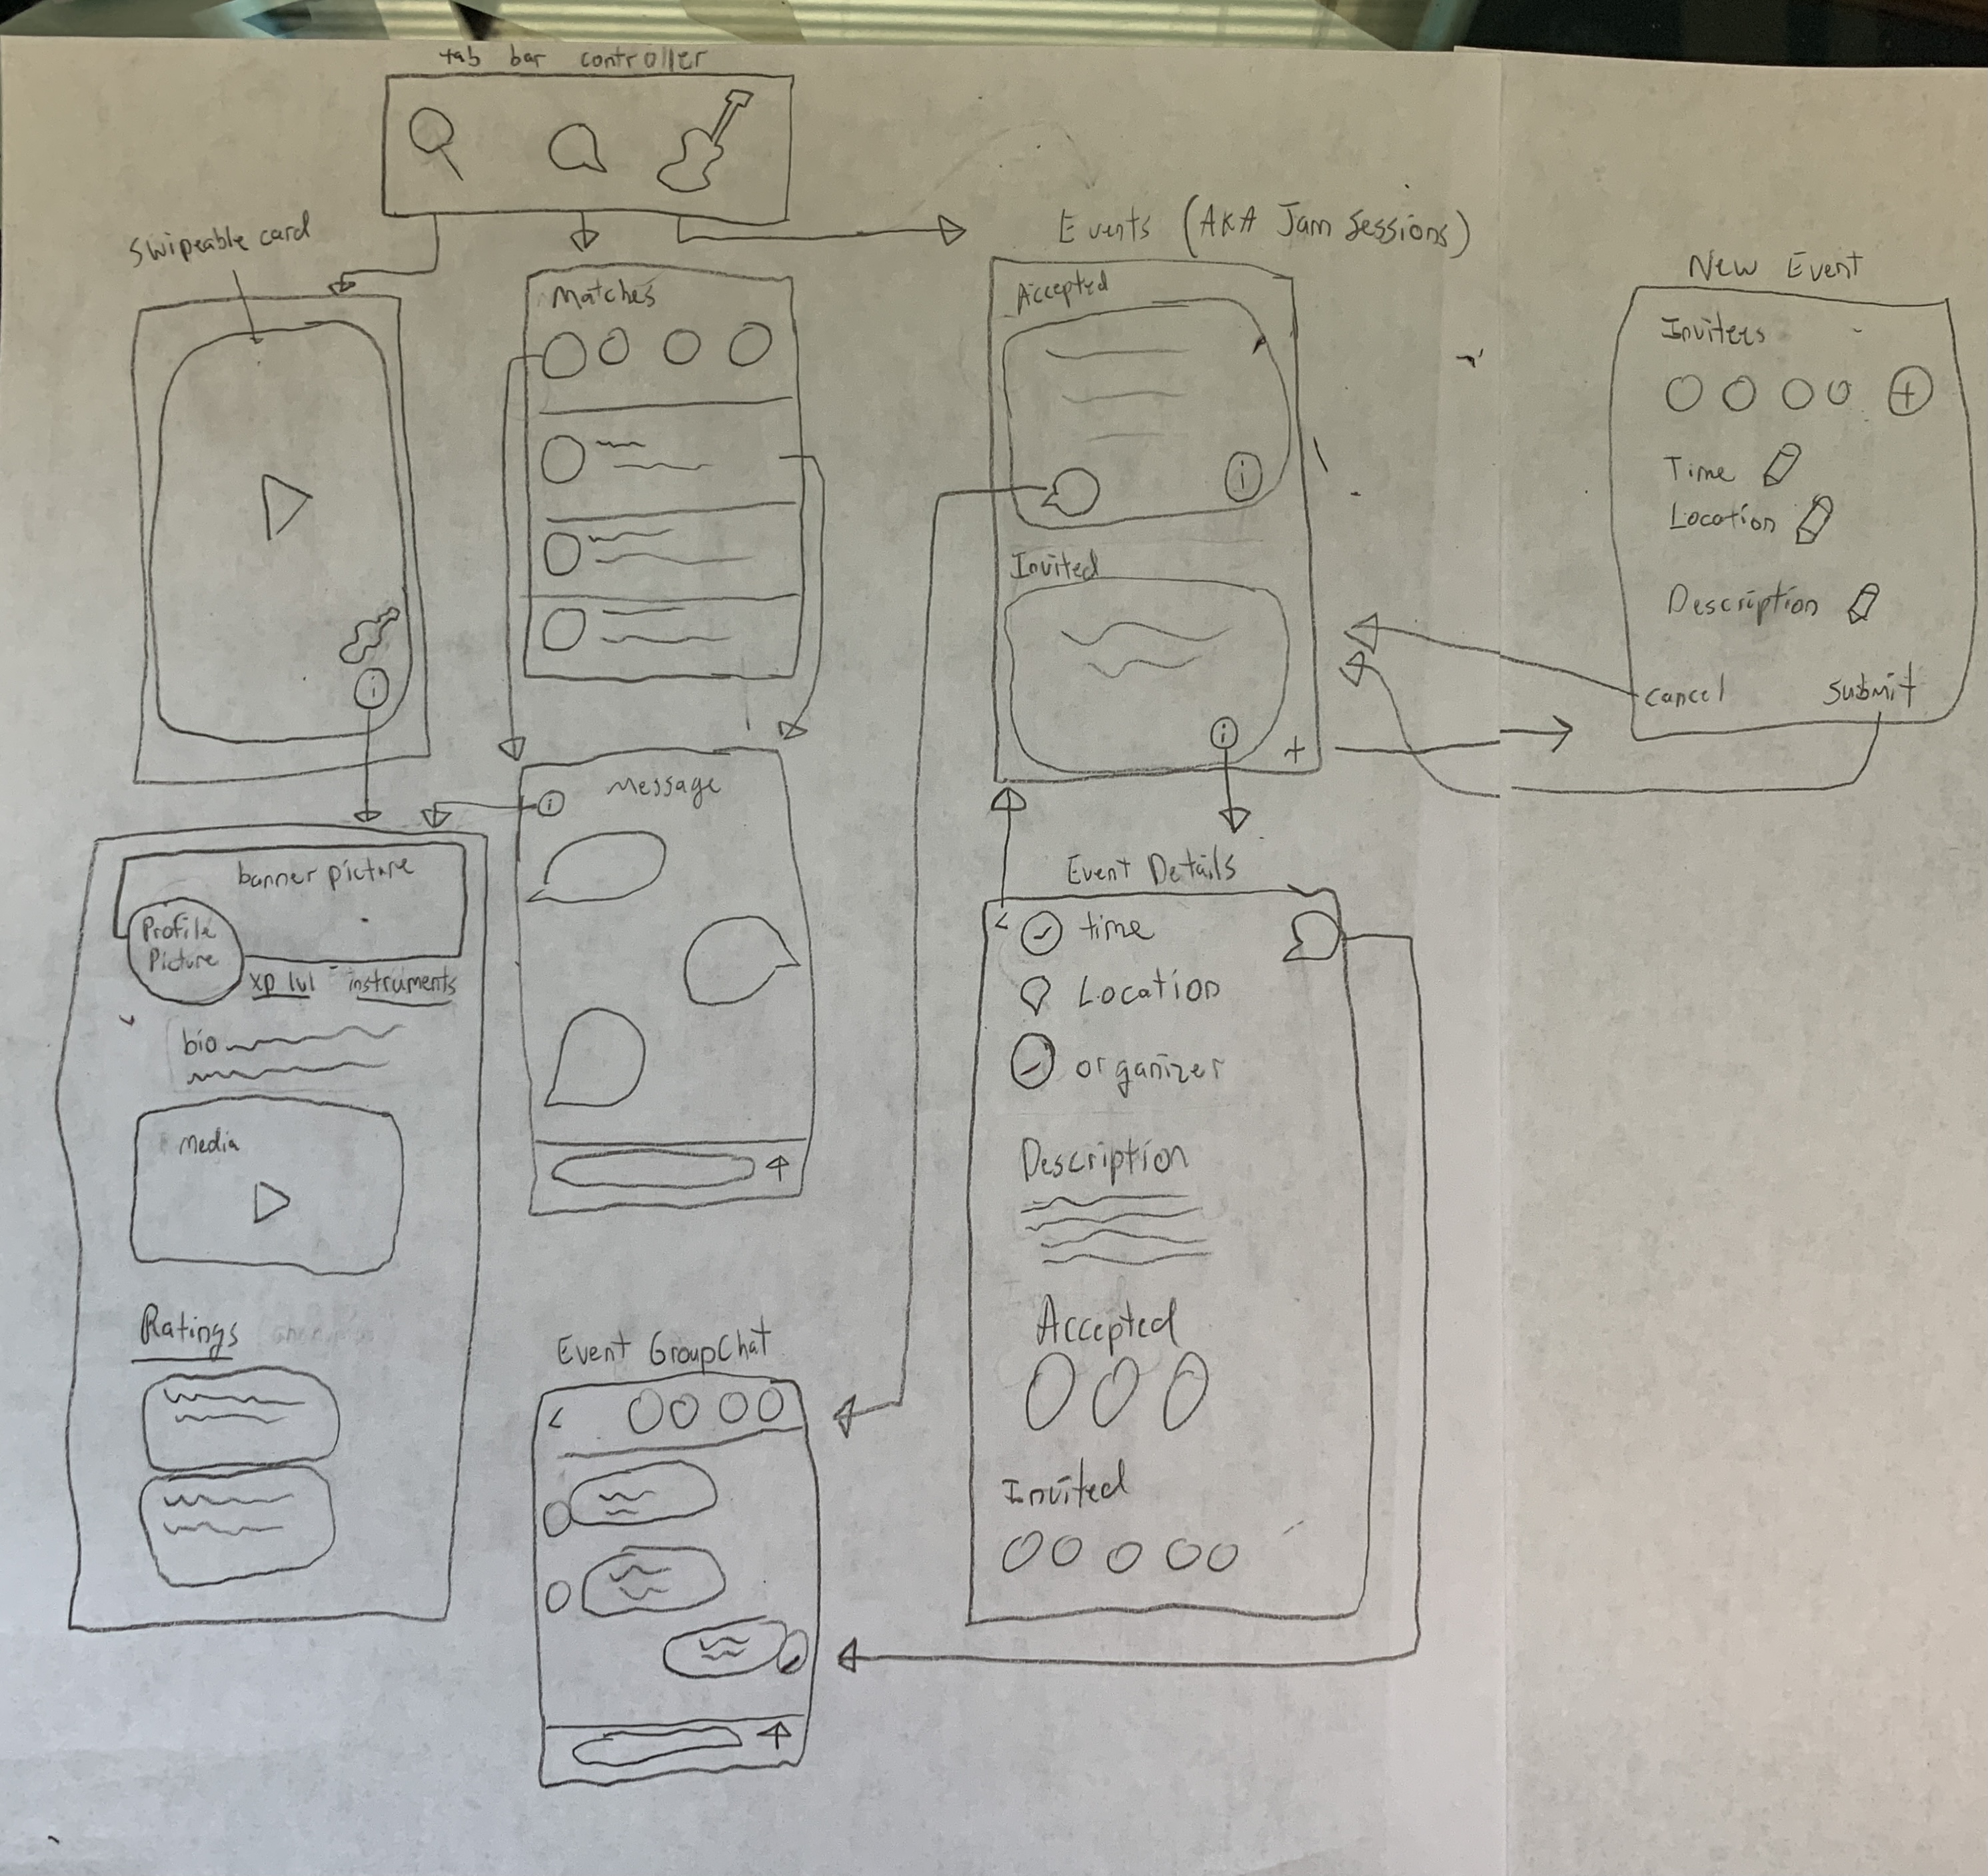 tab bar controller
swipeable card
Matches
Message
banner picture
Profile
Picture
xp lvl
instruments
bio
Media
Ratings
Event GroupChat
<
Events (AKA Jam Sessions)
Accepted
i
Invited
i
+
Event Details
<
time
Location
organizer
Description
Accepted
Invited
New Event
+
Time
Location
Description
cancel
submit
i
i